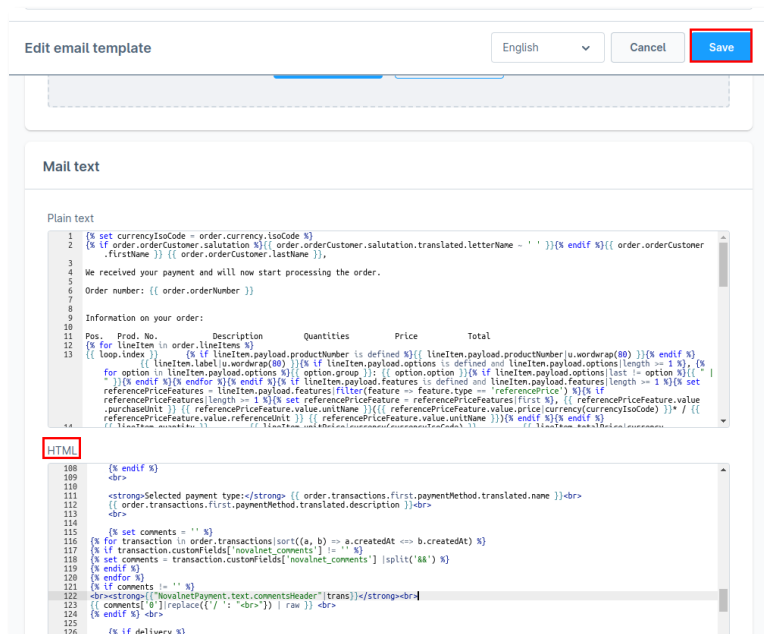 Edit email template
English
Cancel
Save
Mail text
Plain text
1 {% set currencyIsoCode = order.currency.isoCode %}
2 {% if order.orderCustomer.salutation %}{{ order.orderCustomer.salutation.translated.letterName ~ ' ' }}{% endif %}{{ order.orderCustomer
.firstName }} {{ order.orderCustomer.lastName }},
3
4 We received your payment and will now start processing the order.
5
6 Order number: {{ order.orderNumber }}
7
8
9 Information on your order:
10
11 Pos. Prod. No. Description Quantities Price Total
12 {% for lineItem in order.lineItems %}
13 {{ loop.index }} {% if lineItem.payload.productNumber is defined %}{{ lineItem.payload.productNumber|u.wordwrap(80) }}{% endif %}
{{ lineItem.label|u.wordwrap(80) }}{% if lineItem.payload.options is defined and lineItem.payload.options|length >= 1 %}, {%
for option in lineItem.payload.options %}{{ option.group }}: {{ option.option }}{% if lineItem.payload.options|last != option %}{{ " |
" }}{% endif %}{% endfor %}{% endif %}{% if lineItem.payload.features is defined and lineItem.payload.features|length >= 1 %}{% set
referencePriceFeatures = lineItem.payload.features|filter(feature => feature.type == 'referencePrice') %}{% if
referencePriceFeatures|length >= 1 %}{% set referencePriceFeature = referencePriceFeatures|first %}, {{ referencePriceFeature.value
.purchaseUnit }} {{ referencePriceFeature.value.unitName }}({{ referencePriceFeature.value.price|currency(currencyIsoCode) }}* / {{
referencePriceFeature.value.referenceUnit }} {{ referencePriceFeature.value.unitName }}){% endif %}{% endif %}
HTML
108 {% endif %}
109 <br>
110
111 <strong>Selected payment type:</strong> {{ order.transactions.first.paymentMethod.translated.name }}<br>
112 {{ order.transactions.first.paymentMethod.translated.description }}<br>
113 <br>
114
115 {% set comments = '' %}
116 {% for transaction in order.transactions|sort((a, b) => a.createdAt <=> b.createdAt) %}
117 {% if transaction.customFields['novalnet_comments'] != '' %}
118 {% set comments = transaction.customFields['novalnet_comments'] |split('&&') %}
119 {% endif %}
120 {% endfor %}
121 {% if comments != '' %}
122 <br><strong>{{"NovalnetPayment.text.commentsHeader"|trans}}</strong><br>
123 {{ comments['0']|replace({'/ ': "<br>"}) | raw }} <br>
124 {% endif %} <br>
125
126 {% if delivery %}